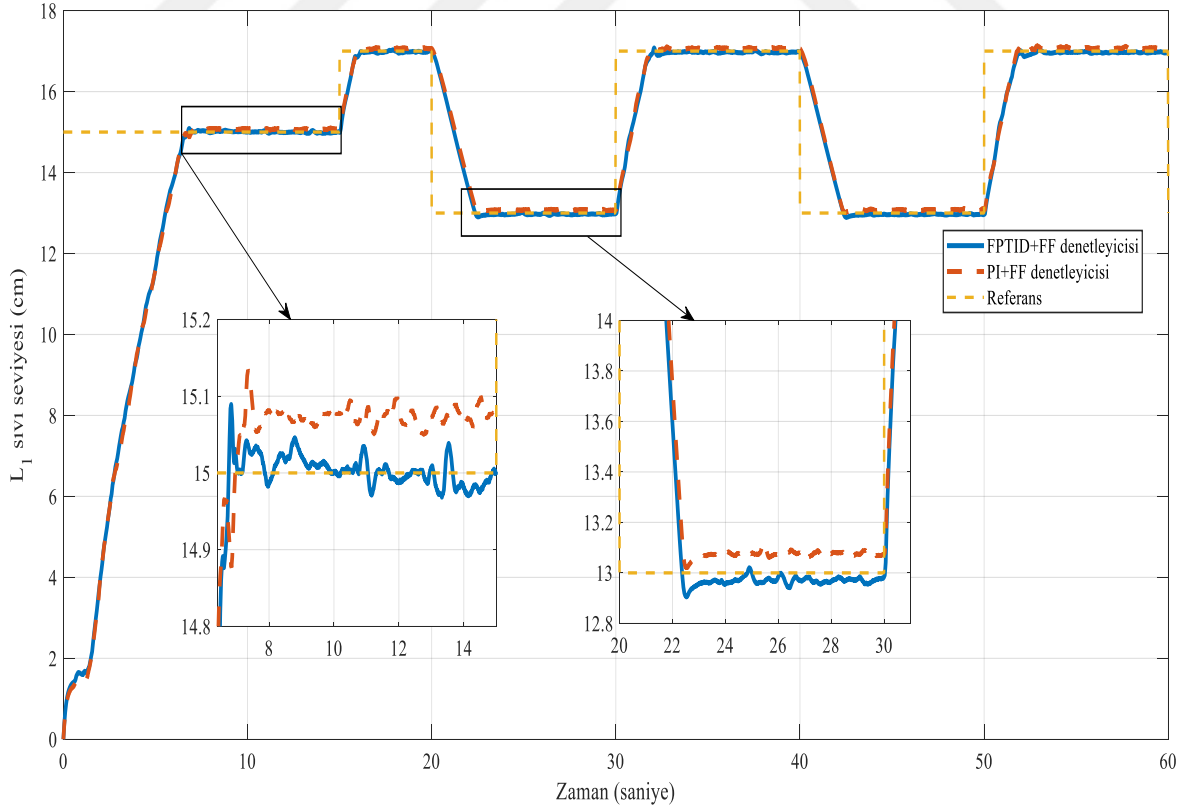 18
16
14
12
10
8
6
4
2
0
L1 sıvı seviyesi (cm)
FPTID+FF denetleyicisi
PI+FF denetleyicisi
Referans
15.2
15.1
15
14.9
14.8
8 10 12 14
14
13.8
13.6
13.4
13.2
13
12.8
20 22 24 26 28 30
0 10 20 30 40 50 60
Zaman (saniye)